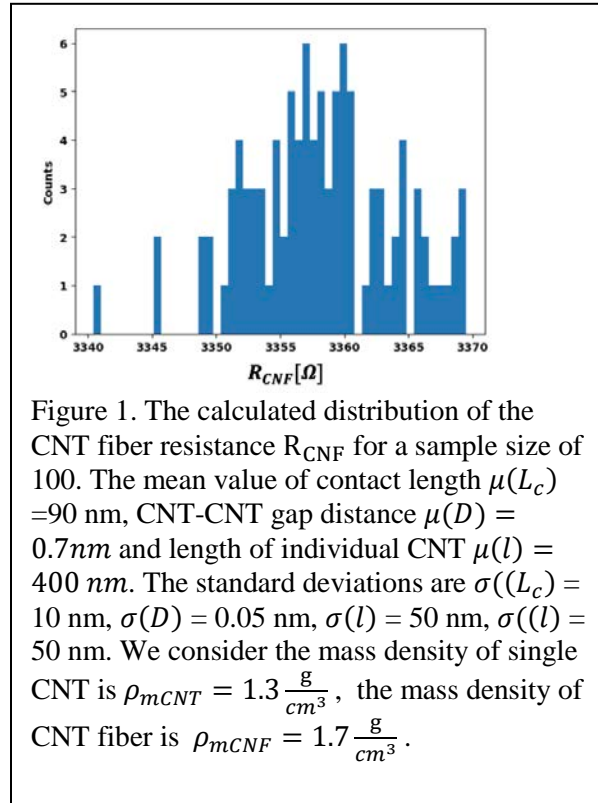 6
5
4
3
2
1
0
Counts
3340 3345 3350 3355 3360 3365 3370
R_CNF[Ω]
Figure 1. The calculated distribution of the
CNT fiber resistance R_CNF for a sample size of
100. The mean value of contact length μ(L_c)
=90 nm, CNT-CNT gap distance μ(D) =
0.7nm and length of individual CNT μ(l) =
400 nm. The standard deviations are σ((L_c) =
10 nm, σ(D) = 0.05 nm, σ(l) = 50 nm, σ((l) =
50 nm. We consider the mass density of single
CNT is ρ_mCNT = 1.3 g/cm³ , the mass density of
CNT fiber is ρ_mCNF = 1.7 g/cm³ .